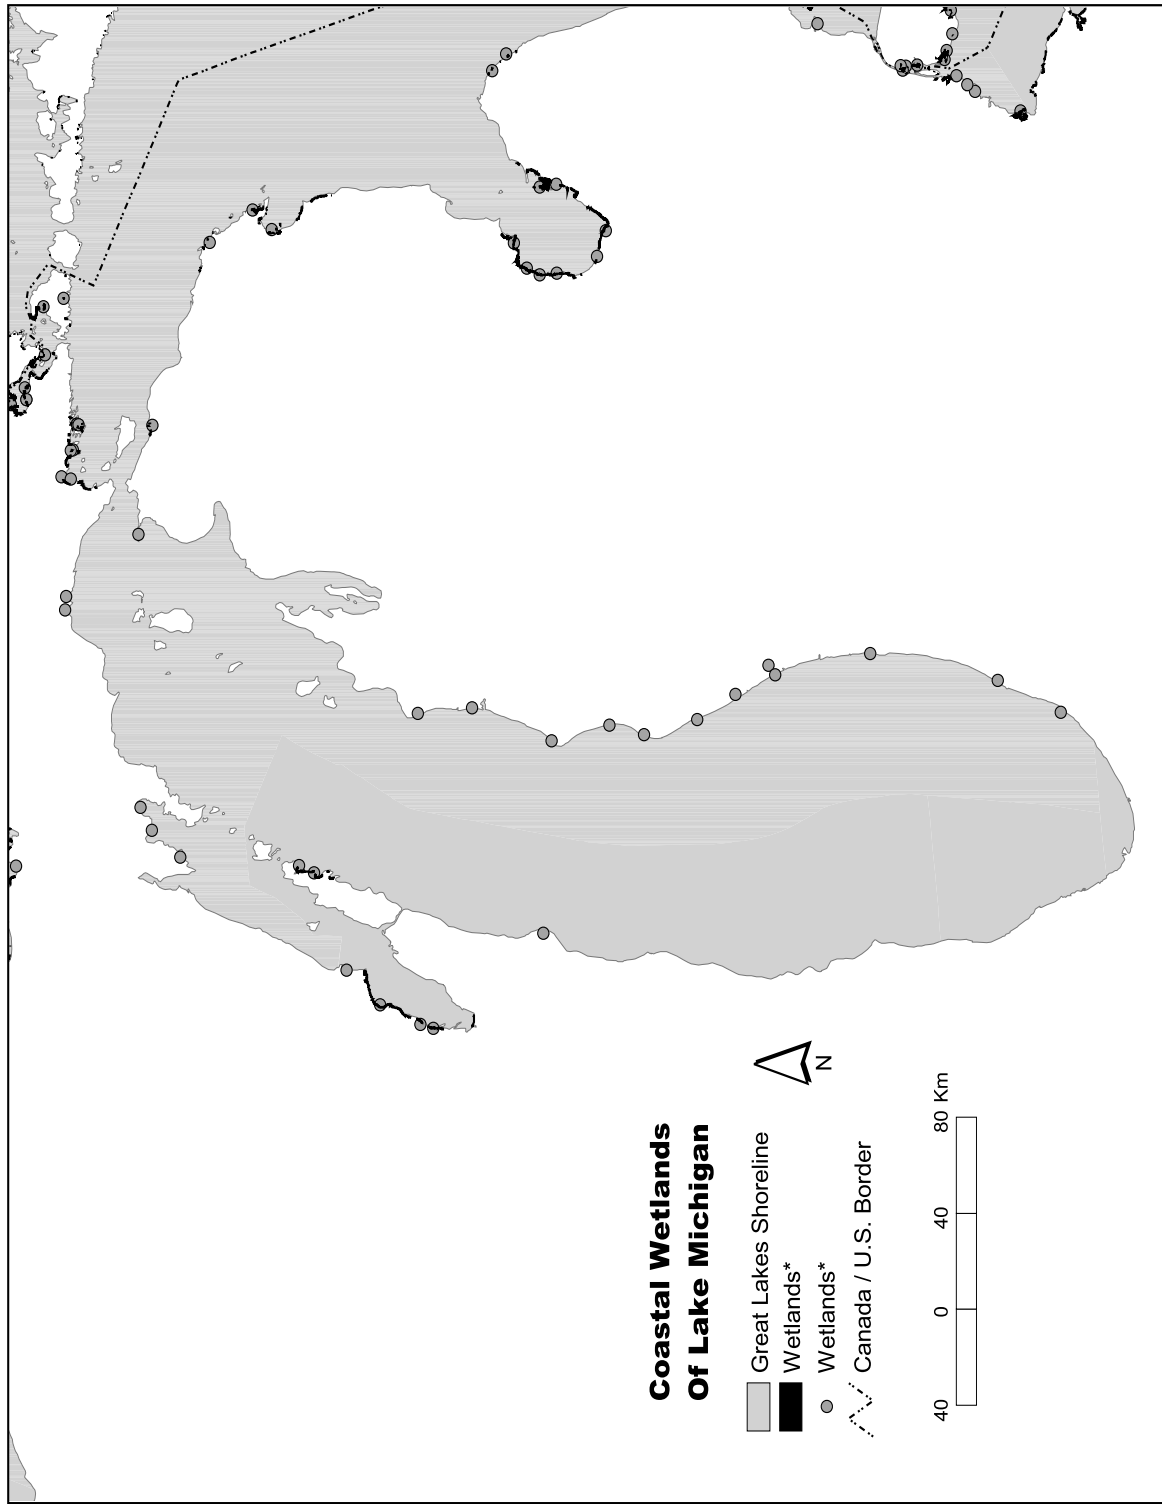 Coastal Wetlands
Of Lake Michigan
N
Great Lakes Shoreline
Wetlands*
Wetlands*
Canada / U.S. Border
40 0 40 80 Km